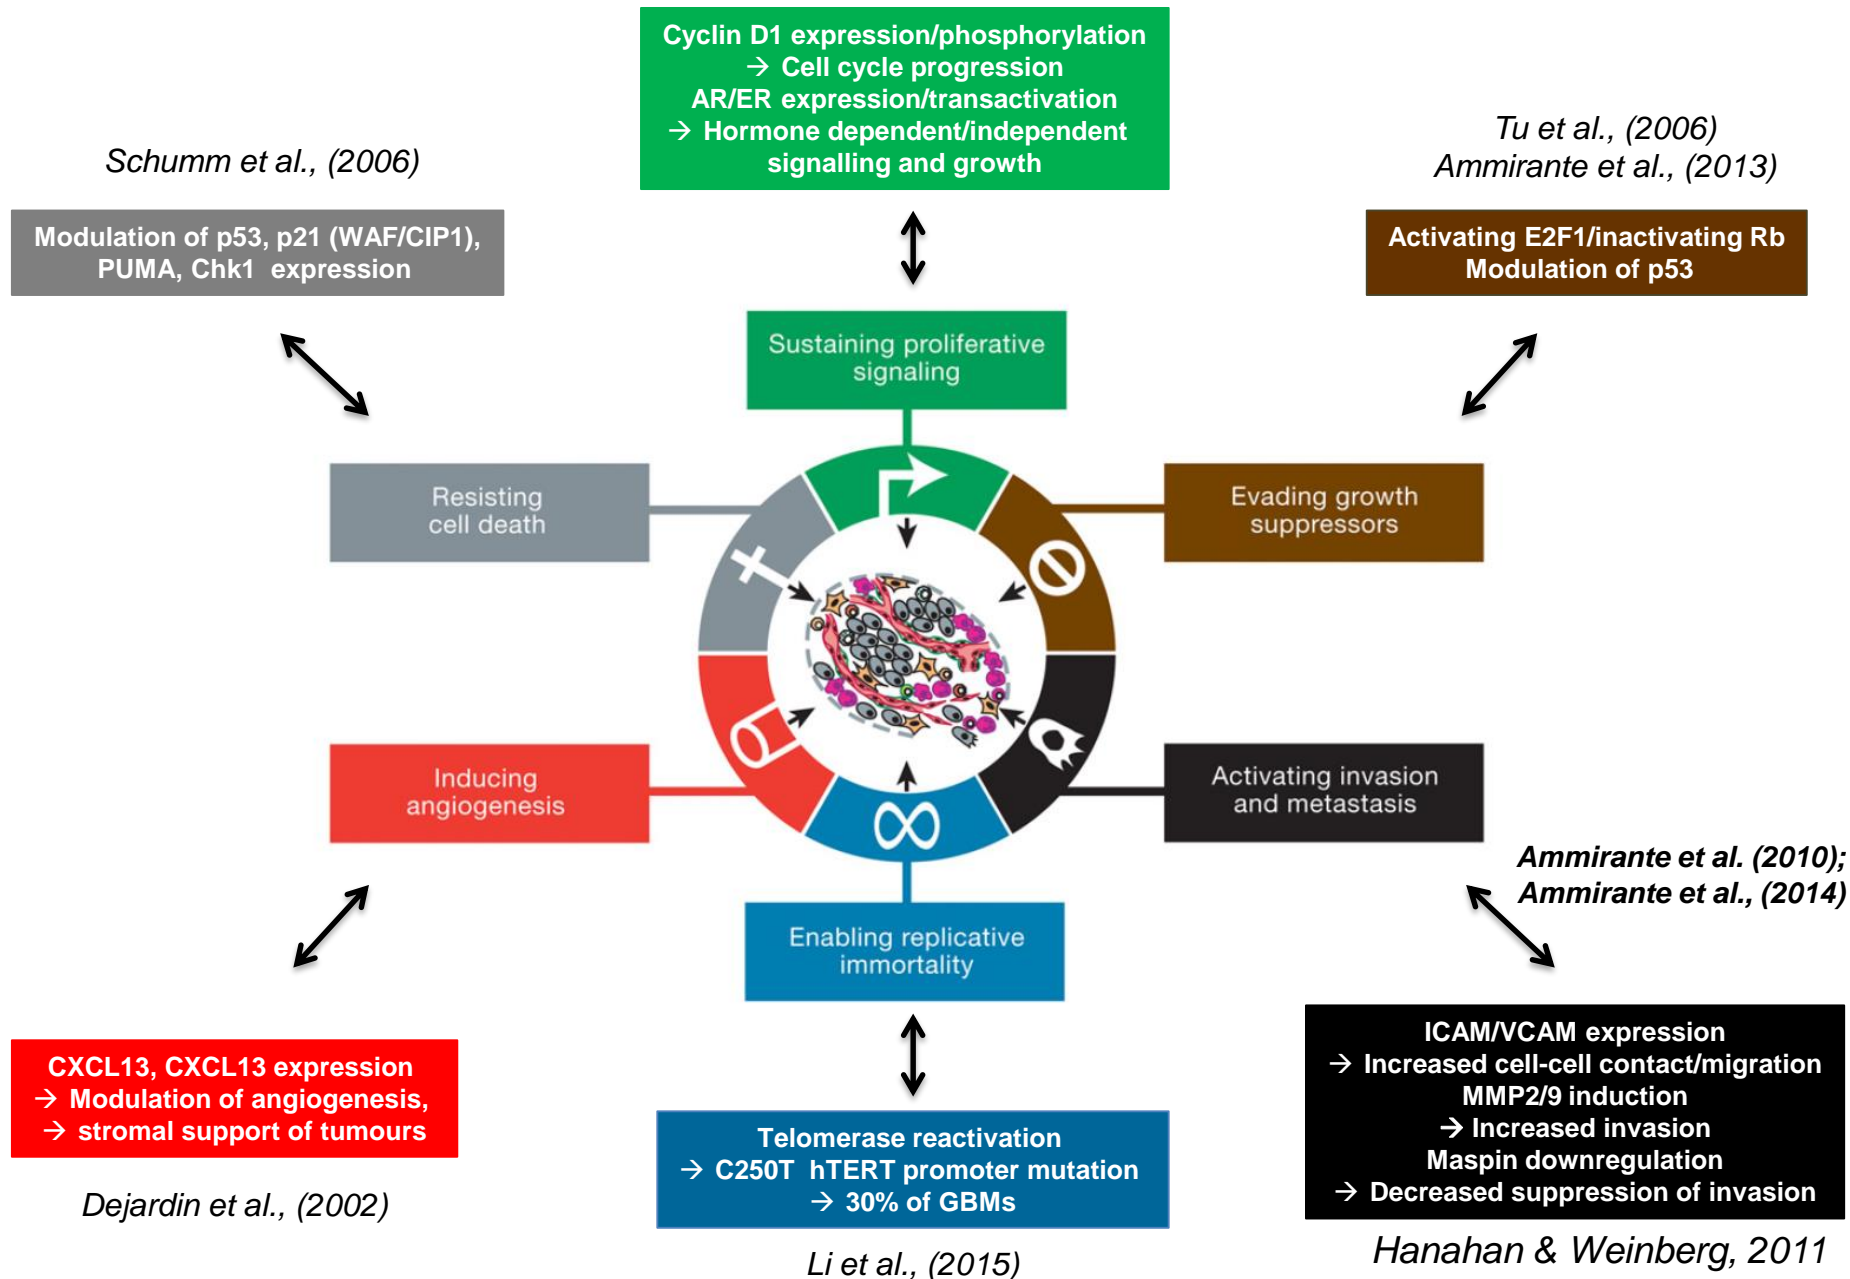 Cyclin D1 expression/phosphorylation
→ Cell cycle progression
AR/ER expression/transactivation
→ Hormone dependent/independent
signalling and growth
Schumm et al., (2006)
Tu et al., (2006)
Ammirante et al., (2013)
Modulation of p53, p21 (WAF/CIP1),
PUMA, Chk1 expression
Activating E2F1/inactivating Rb
Modulation of p53
Sustaining proliferative
signaling
Resisting
cell death
Evading growth
suppressors
Inducing
angiogenesis
Activating invasion
and metastasis
Ammirante et al. (2010);
Ammirante et al., (2014)
Enabling replicative
immortality
CXCL13, CXCL13 expression
→ Modulation of angiogenesis,
→ stromal support of tumours
Dejardin et al., (2002)
Telomerase reactivation
→ C250T hTERT promoter mutation
→ 30% of GBMs
Li et al., (2015)
ICAM/VCAM expression
→ Increased cell-cell contact/migration
MMP2/9 induction
→ Increased invasion
Maspin downregulation
→ Decreased suppression of invasion
Hanahan & Weinberg, 2011